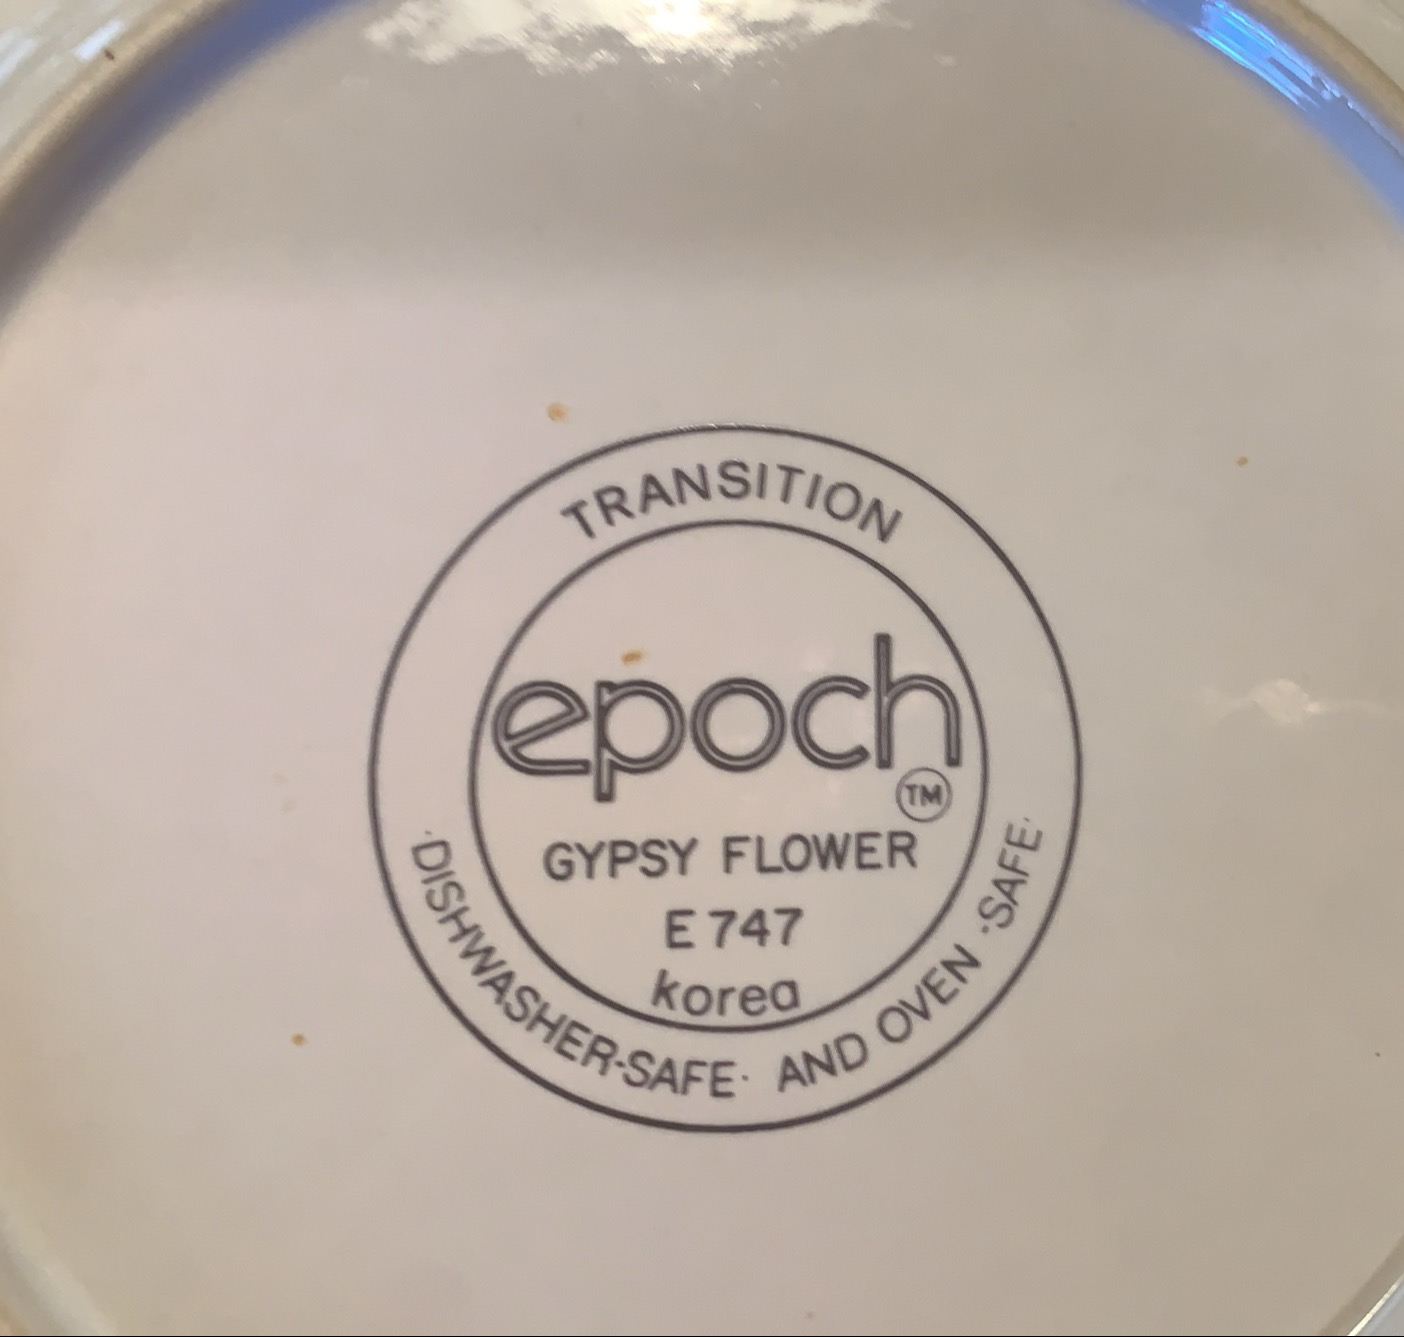 TRANSITION
epoch
TM
GYPSY FLOWER
E 747
korea
·DISHWASHER-SAFE· AND OVEN ·SAFE·